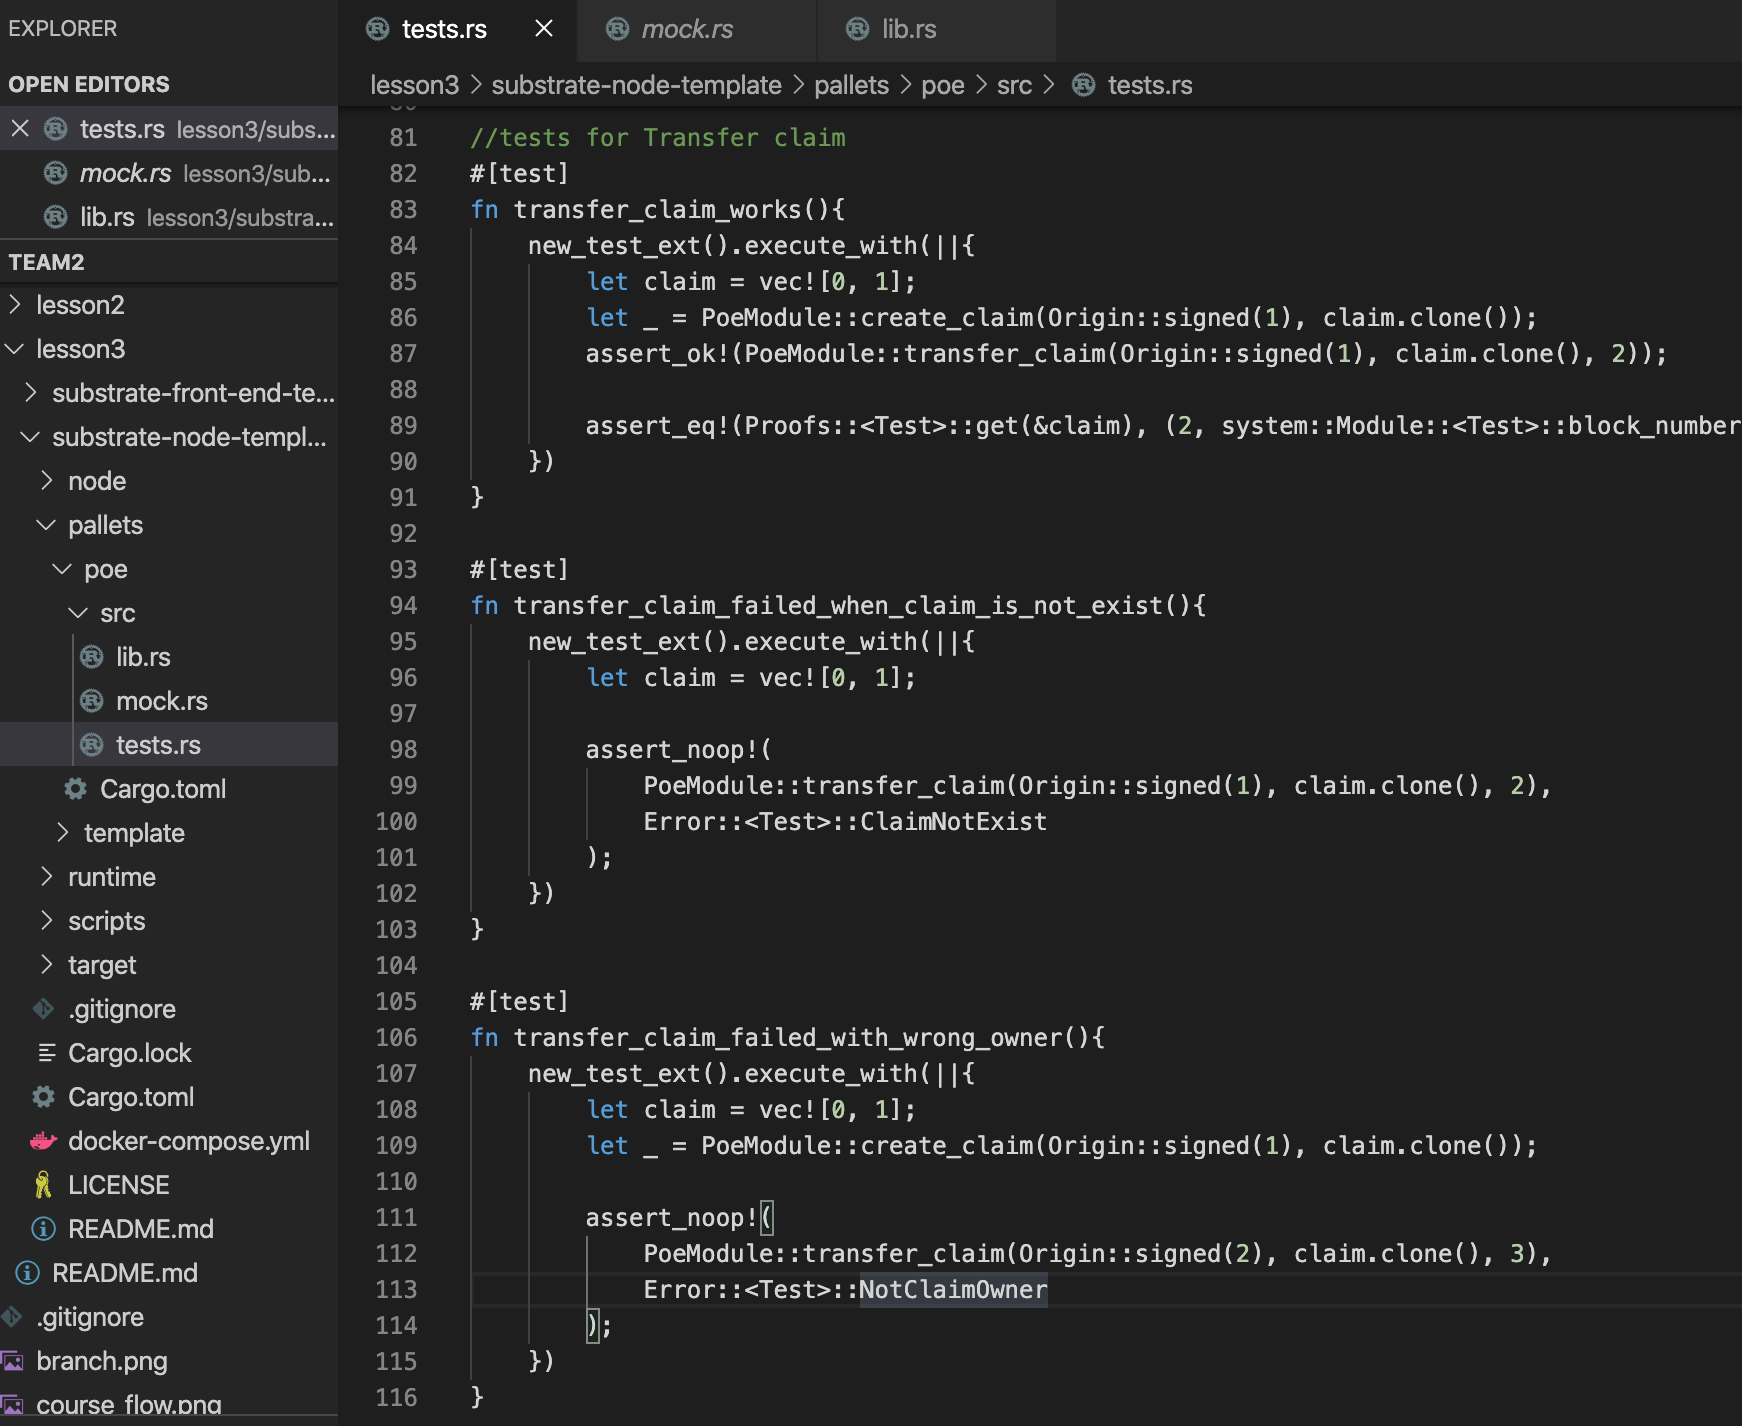 EXPLORER
OPEN EDITORS
tests.rs lesson3/subs...
mock.rs lesson3/sub...
lib.rs lesson3/substra...
TEAM2
lesson2
lesson3
substrate-front-end-te...
substrate-node-templ...
node
pallets
poe
src
lib.rs
mock.rs
tests.rs
Cargo.toml
template
runtime
scripts
target
.gitignore
Cargo.lock
Cargo.toml
docker-compose.yml
LICENSE
README.md
README.md
.gitignore
branch.png
course_flow.png
tests.rs mock.rs lib.rs
lesson3 > substrate-node-template > pallets > poe > src > tests.rs
81 //tests for Transfer claim
82 #[test]
83 fn transfer_claim_works(){
84 new_test_ext().execute_with(||{
85 let claim = vec![0, 1];
86 let _ = PoeModule::create_claim(Origin::signed(1), claim.clone());
87 assert_ok!(PoeModule::transfer_claim(Origin::signed(1), claim.clone(), 2));
88
89 assert_eq!(Proofs::<Test>::get(&claim), (2, system::Module::<Test>::block_number
90 })
91 }
92
93 #[test]
94 fn transfer_claim_failed_when_claim_is_not_exist(){
95 new_test_ext().execute_with(||{
96 let claim = vec![0, 1];
97
98 assert_noop!(
99 PoeModule::transfer_claim(Origin::signed(1), claim.clone(), 2),
100 Error::<Test>::ClaimNotExist
101 );
102 })
103 }
104
105 #[test]
106 fn transfer_claim_failed_with_wrong_owner(){
107 new_test_ext().execute_with(||{
108 let claim = vec![0, 1];
109 let _ = PoeModule::create_claim(Origin::signed(1), claim.clone());
110
111 assert_noop!(
112 PoeModule::transfer_claim(Origin::signed(2), claim.clone(), 3),
113 Error::<Test>::NotClaimOwner
114 );
115 })
116 }